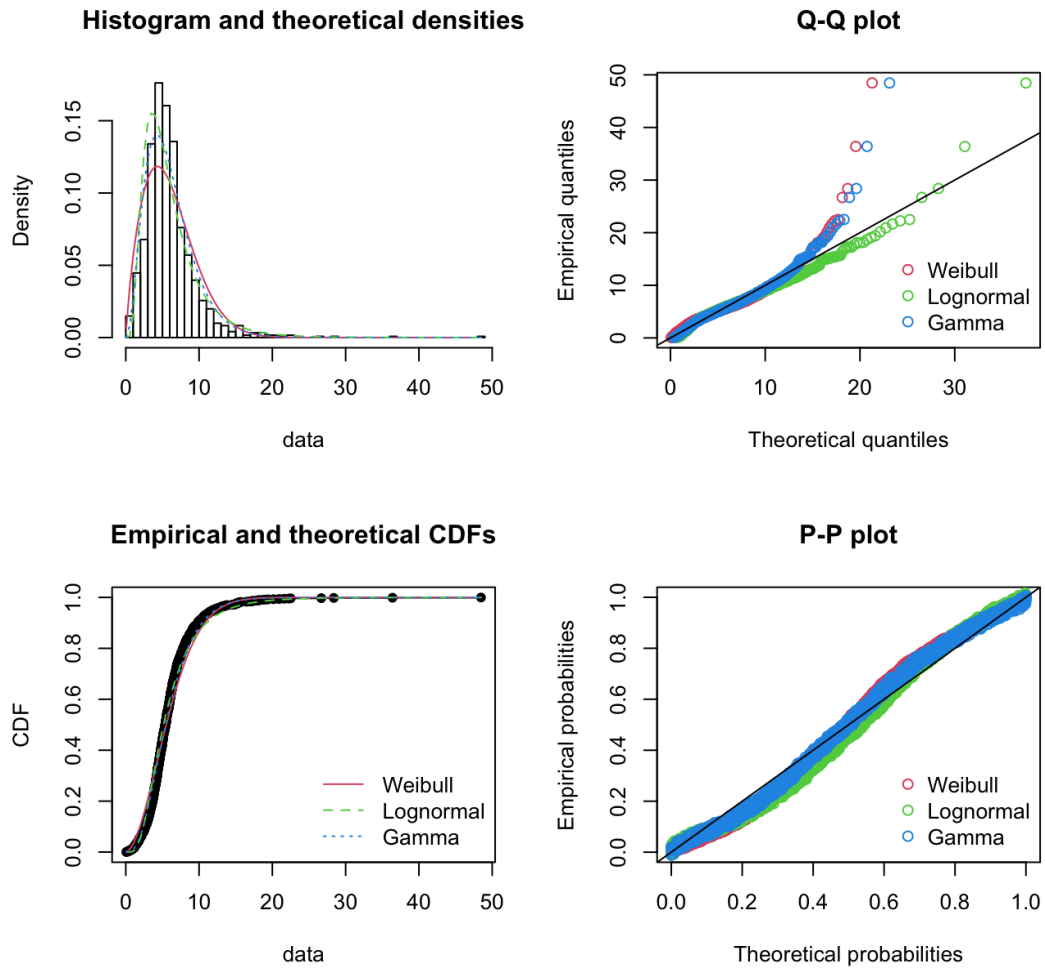 Histogram and theoretical densities
Density
0.00
0.05
0.10
0.15
0 10 20 30 40 50
data
Q-Q plot
Empirical quantiles
0
10
20
30
40
50
Weibull
Lognormal
Gamma
0 10 20 30
Theoretical quantiles
Empirical and theoretical CDFs
CDF
0.0
0.2
0.4
0.6
0.8
1.0
Weibull
Lognormal
Gamma
0 10 20 30 40 50
data
P-P plot
Empirical probabilities
0.0
0.2
0.4
0.6
0.8
1.0
Weibull
Lognormal
Gamma
0.0 0.2 0.4 0.6 0.8 1.0
Theoretical probabilities